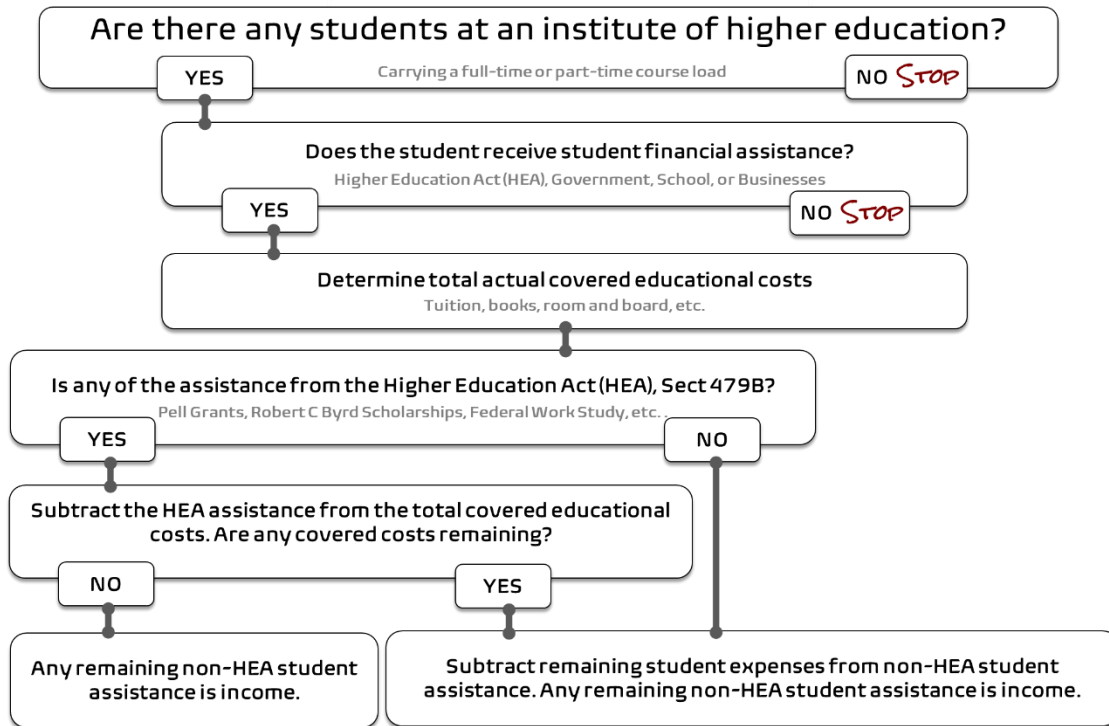 Are there any students at an institute of higher education?
Carrying a full-time or part-time course load
YES
NO STOP
Does the student receive student financial assistance?
Higher Education Act (HEA), Government, School, or Businesses
YES
NO STOP
Determine total actual covered educational costs
Tuition, books, room and board, etc.
Is any of the assistance from the Higher Education Act (HEA), Sect 479B?
Pell Grants, Robert C Byrd Scholarships, Federal Work Study, etc. .
YES
NO
Subtract the HEA assistance from the total covered educational
costs. Are any covered costs remaining?
NO
YES
Any remaining non-HEA student
assistance is income.
Subtract remaining student expenses from non-HEA student
assistance. Any remaining non-HEA student assistance is income.